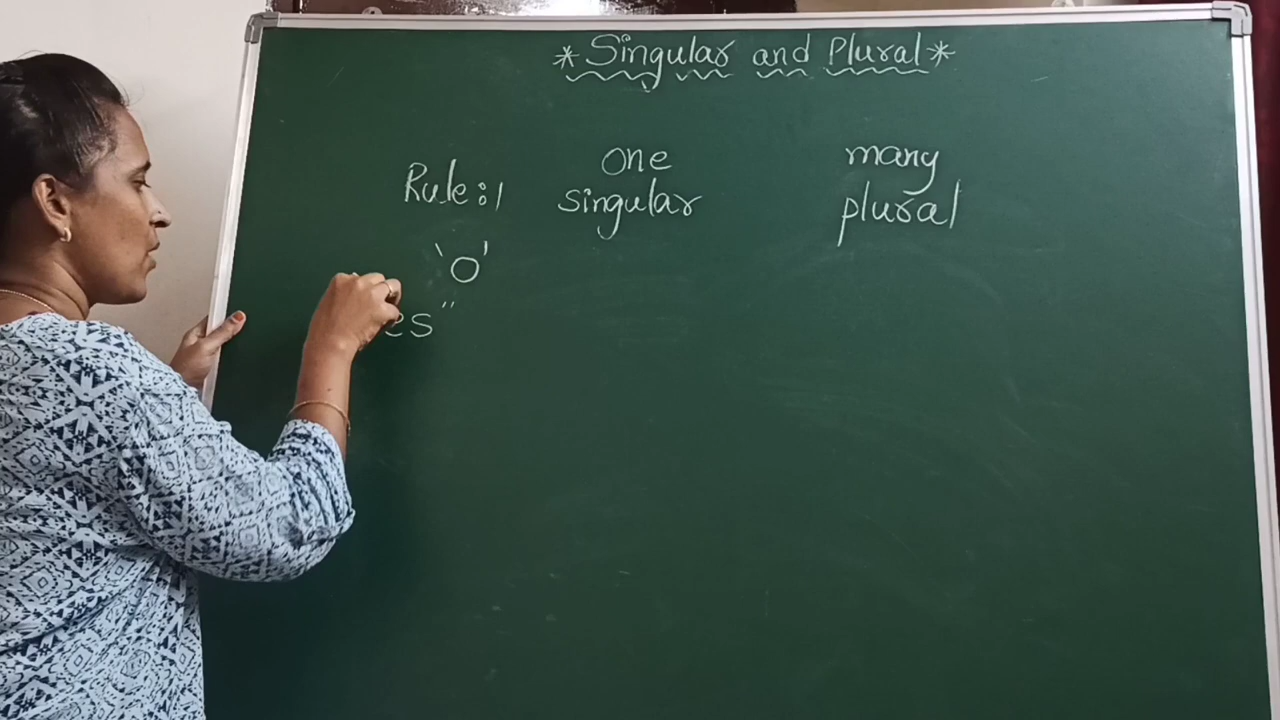 *Singular and Plural*
one many
Rule:1 singular plural
'O'
es"